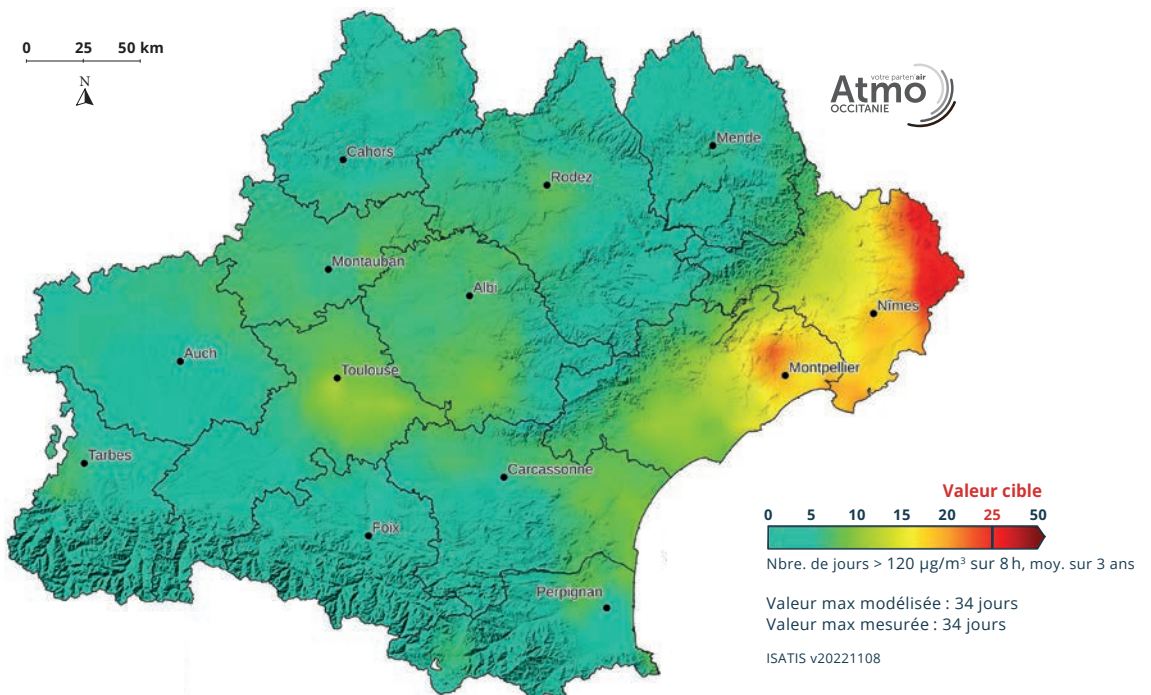 0 25 50 km
N
votre parten'air
Atmo
OCCITANIE
Mende
Cahors
Rodez
Montauban
Albi
Nîmes
Auch
Toulouse
Montpellier
Tarbes
Carcassonne
Foix
Perpignan
Valeur cible
0 5 10 15 20 25 50
Nbre. de jours > 120 µg/m³ sur 8 h, moy. sur 3 ans
Valeur max modélisée : 34 jours
Valeur max mesurée : 34 jours
ISATIS v20221108